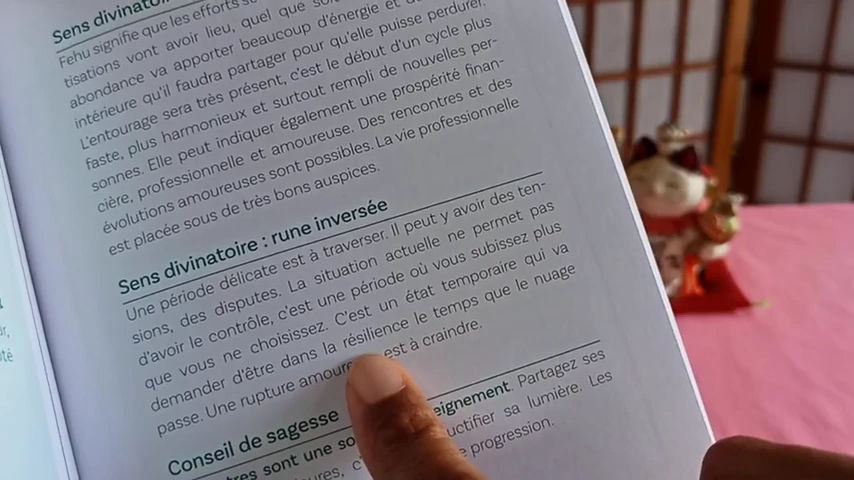 Sens divinatoi
Fehu signifie que les efforts
tisations vont avoir lieu, quel que
abondance va apporter beaucoup d'énergie et
intérieure qu'il faudra partager pour qu'elle puisse perdurer.
L'entourage sera très présent, c'est le début d'un cycle plus
faste, plus harmonieux et surtout rempli de nouvelles per-
sonnes. Elle peut indiquer également une prospérité finan-
cière, professionnelle et amoureuse. Des rencontres et des
évolutions amoureuses sont possibles. La vie professionnelle
est placée sous de très bons auspices.
Sens divinatoire : rune inversée
Une période délicate est à traverser. Il peut y avoir des ten-
sions, des disputes. La situation actuelle ne permet pas
d'avoir le contrôle, c'est une période où vous subissez plus
que vous ne choisissez. C'est un état temporaire qui va
demander d'être dans la résilience le temps que le nuage
passe. Une rupture amoure est à craindre.
Conseil de sagesse
tres sont une so eignement. Partagez ses
ures, c' uctifier sa lumière. Les
e progression.